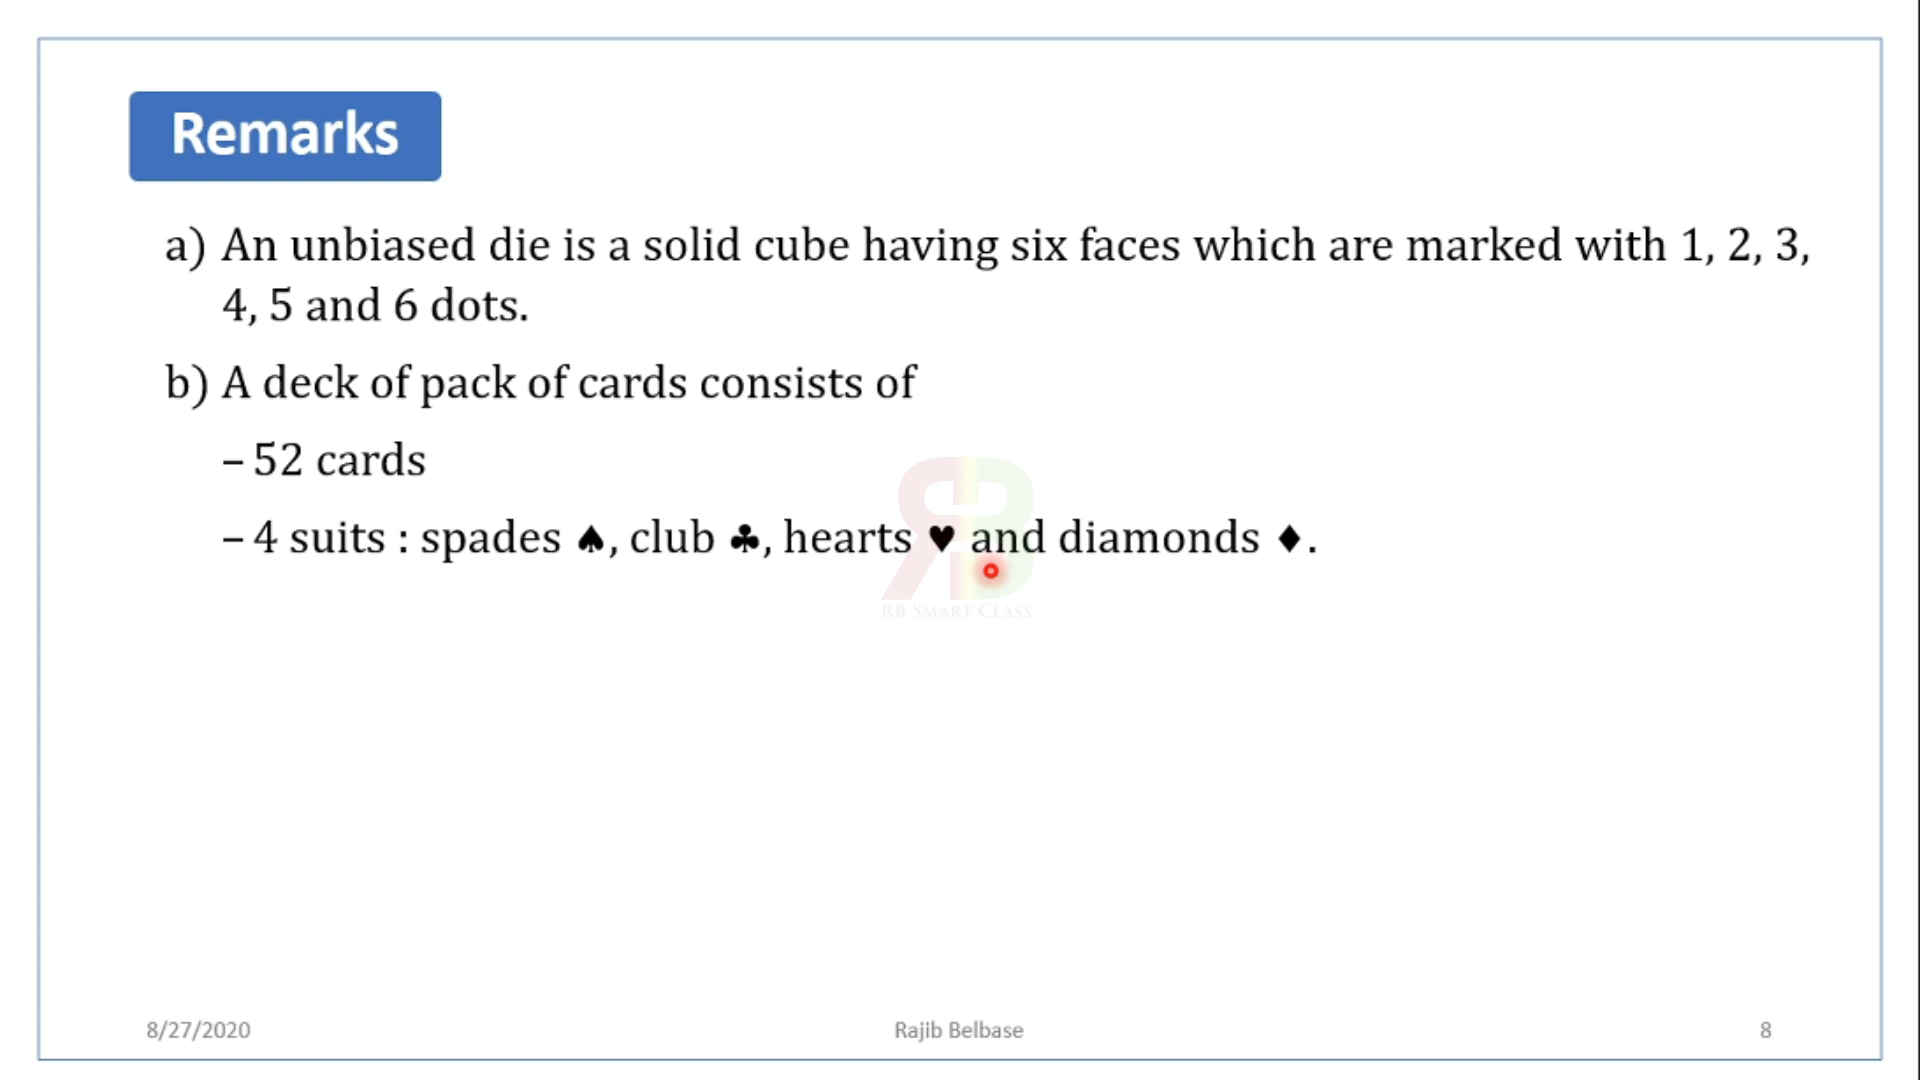 Remarks
a) An unbiased die is a solid cube having six faces which are marked with 1, 2, 3,
4, 5 and 6 dots.
b) A deck of pack of cards consists of
– 52 cards
– 4 suits : spades ♠, club ♣, hearts ♥ and diamonds ♦.
RB SMART CLASS
8/27/2020
Rajib Belbase
8